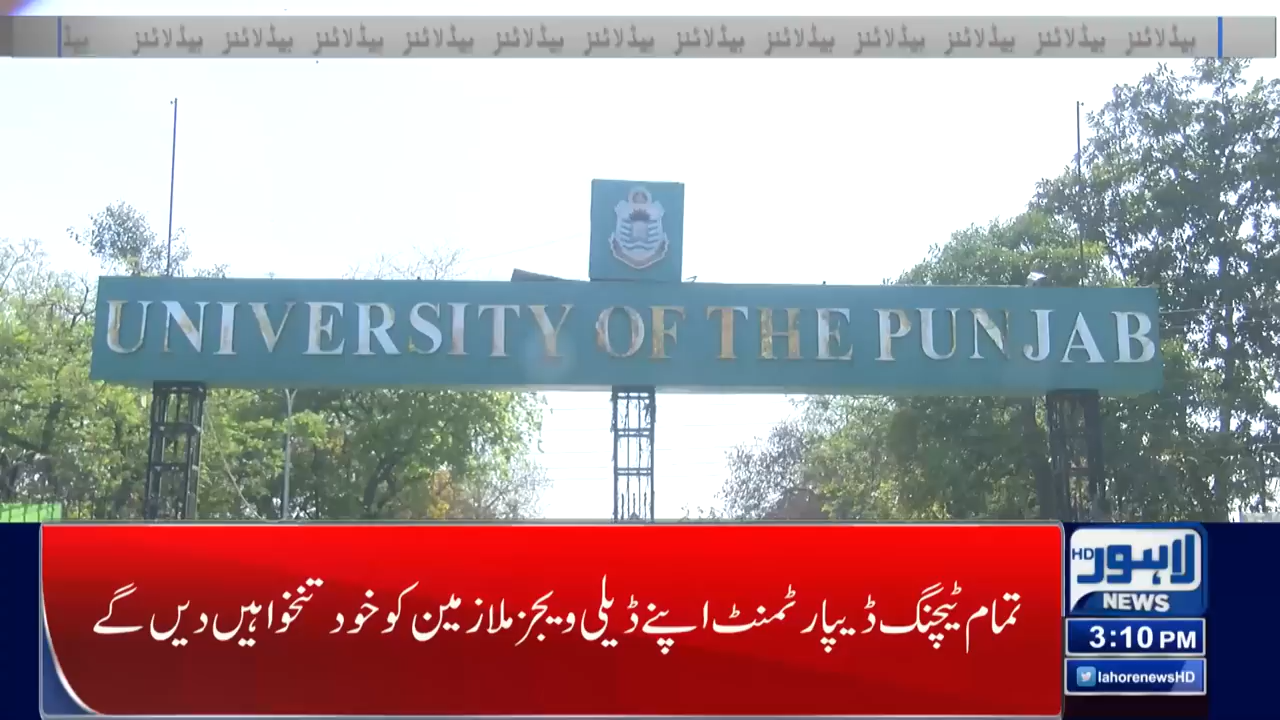 ہیڈلائنز ہیڈلائنز ہیڈلائنز ہیڈلائنز ہیڈلائنز ہیڈلائنز ہیڈلائنز ہیڈلائنز ہیڈلائنز ہیڈلائنز ہیڈلائنز ہیڈلائنز ہیڈ
UNIVERSITY OF THE PUNJAB
تمام ٹیچنگ ڈیپارٹمنٹ اپنے ڈیلی ویجز ملازمین کو خود تنخواہیں دیں گے
لاہور HD
NEWS
3:10 PM
lahorenewsHD